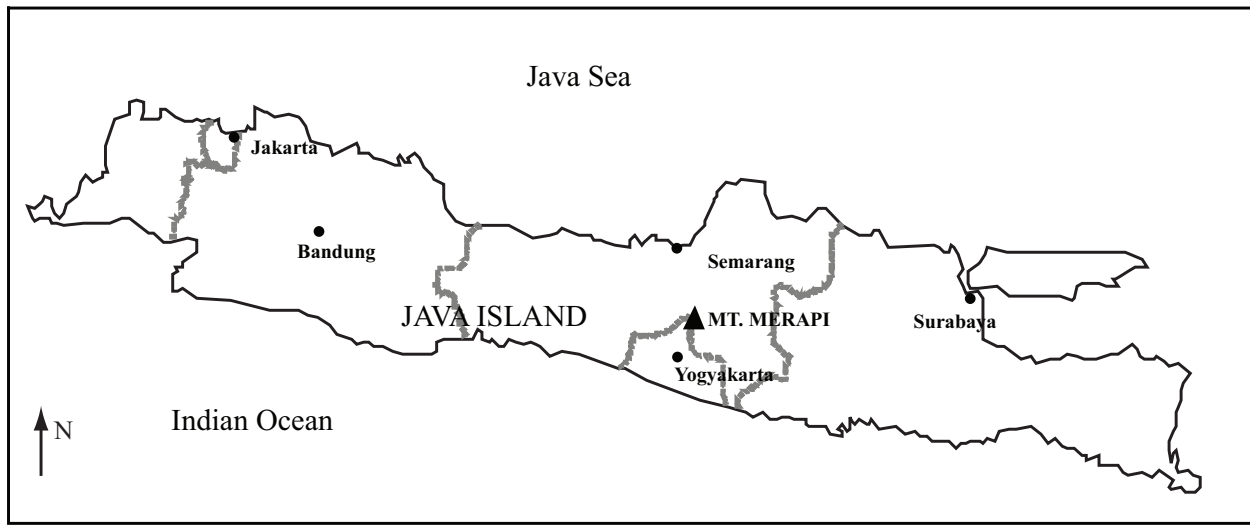 Java Sea
Jakarta
Bandung
Semarang
JAVA ISLAND
MT. MERAPI
Surabaya
Yogyakarta
Indian Ocean
N